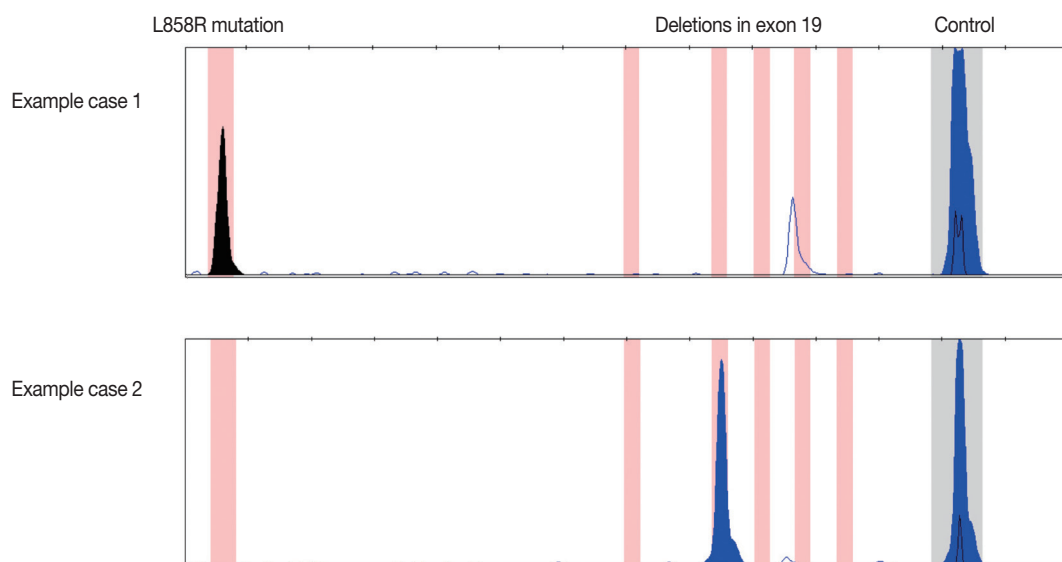 L858R mutation
Deletions in exon 19
Control
Example case 1
Example case 2